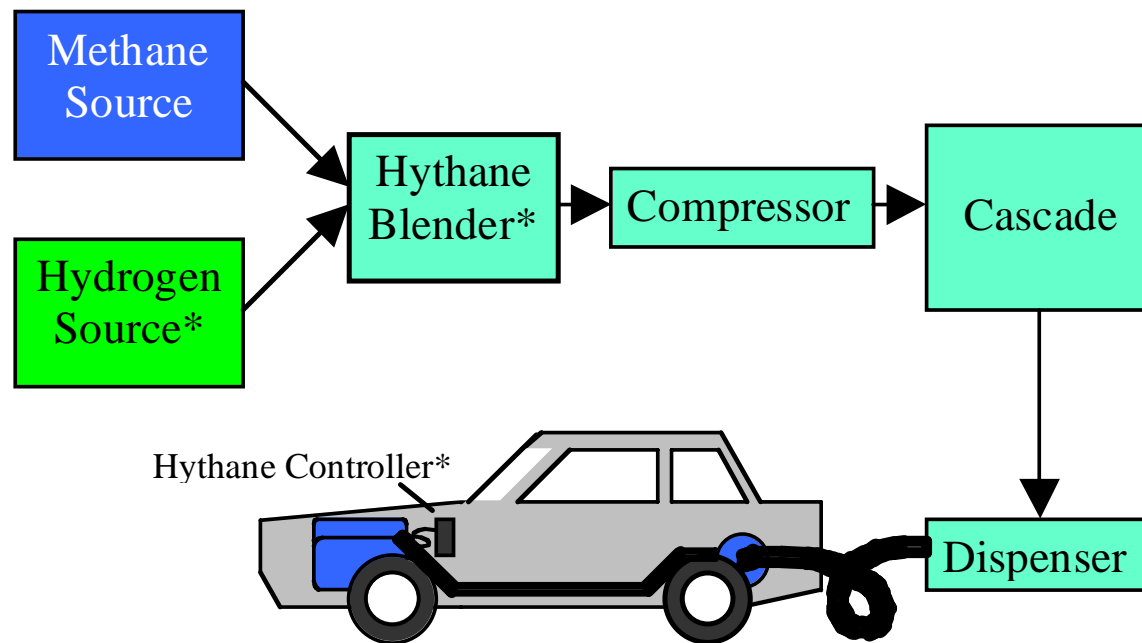 Methane
Source
Hydrogen
Source*
Hythane
Blender*
Compressor
Cascade
Hythane Controller*
Dispenser